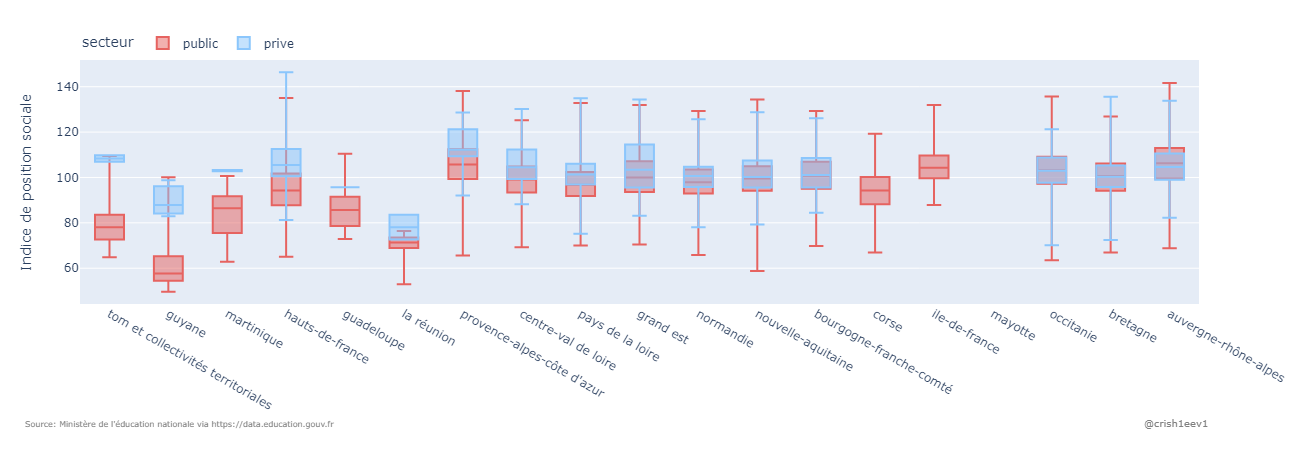 secteur public prive
Indice de position sociale
140
120
100
80
60
tom et collectivités territoriales
guyane
martinique
hauts-de-france
guadeloupe
la réunion
provence-alpes-côte d'azur
centre-val de loire
pays de la loire
grand est
normandie
nouvelle-aquitaine
bourgogne-franche-comté
corse
ile-de-france
mayotte
occitanie
bretagne
auvergne-rhône-alpes
Source: Ministère de l'éducation nationale via https://data.education.gouv.fr
@crish1eev1